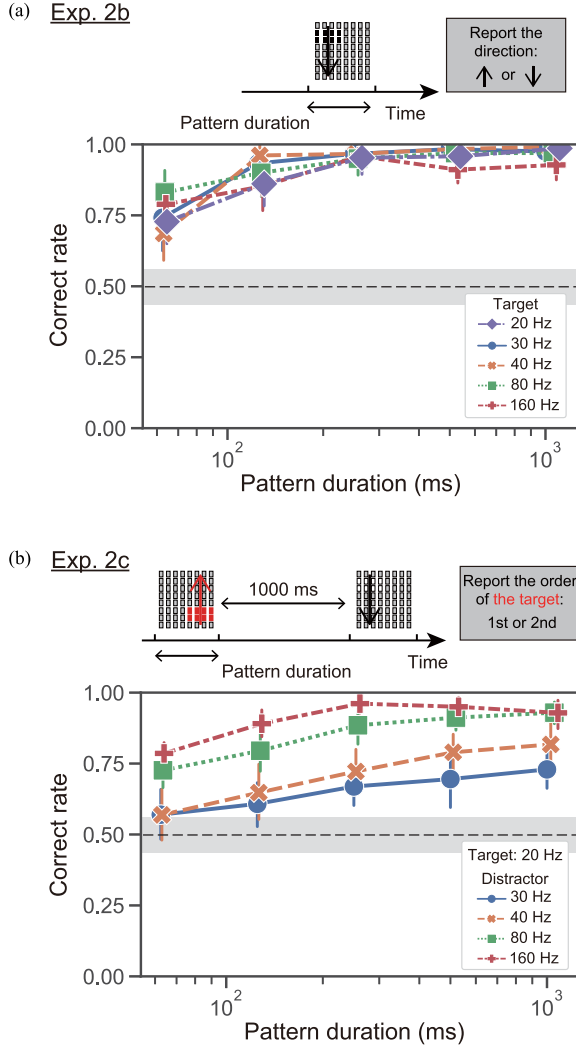 (a) Exp. 2b
Report the
direction:
↑ or ↓
Time
Pattern duration
1.00
0.75
0.50
0.25
0.00
Correct rate
Target
20 Hz
30 Hz
40 Hz
80 Hz
160 Hz
10²
10³
Pattern duration (ms)
(b) Exp. 2c
1000 ms
Report the order
of the target:
1st or 2nd
Time
Pattern duration
1.00
0.75
0.50
0.25
0.00
Correct rate
Target: 20 Hz
Distractor
30 Hz
40 Hz
80 Hz
160 Hz
10²
10³
Pattern duration (ms)